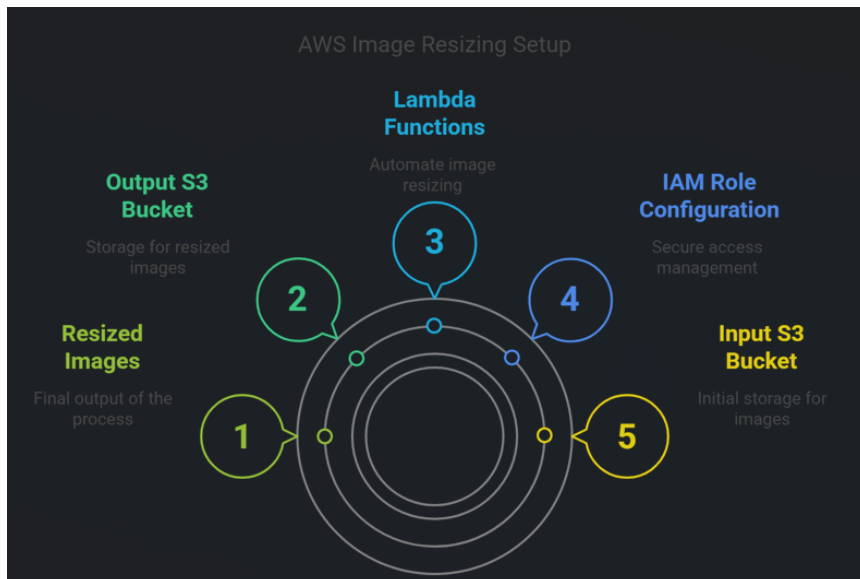 AWS Image Resizing Setup
Lambda
Functions
Automate image
resizing
3
Output S3
Bucket
Storage for resized
images
2
IAM Role
Configuration
Secure access
management
4
Resized
Images
Final output of the
process
1
Input S3
Bucket
Initial storage for
images
5